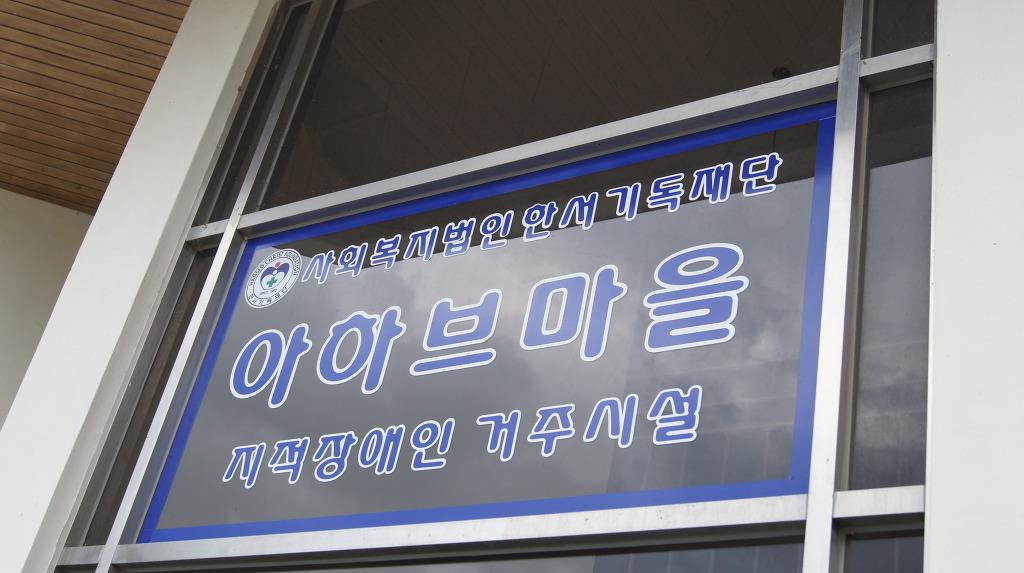 사회복지법인한서기독재단
아하브마을
지적장애인 거주시설